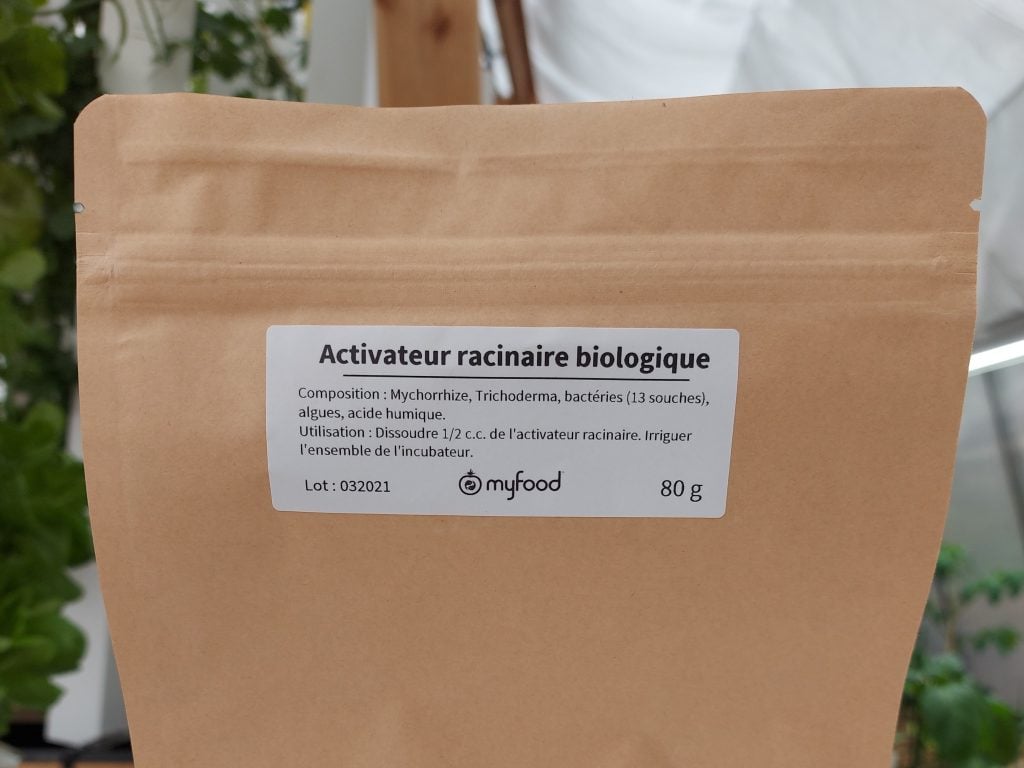 Activateur racinaire biologique
Composition : Mychorrhize, Trichoderma, bactéries (13 souches),
algues, acide humique.
Utilisation : Dissoudre 1/2 c.c. de l'activateur racinaire. Irriguer
l'ensemble de l'incubateur.
Lot : 032021 myfood 80 g